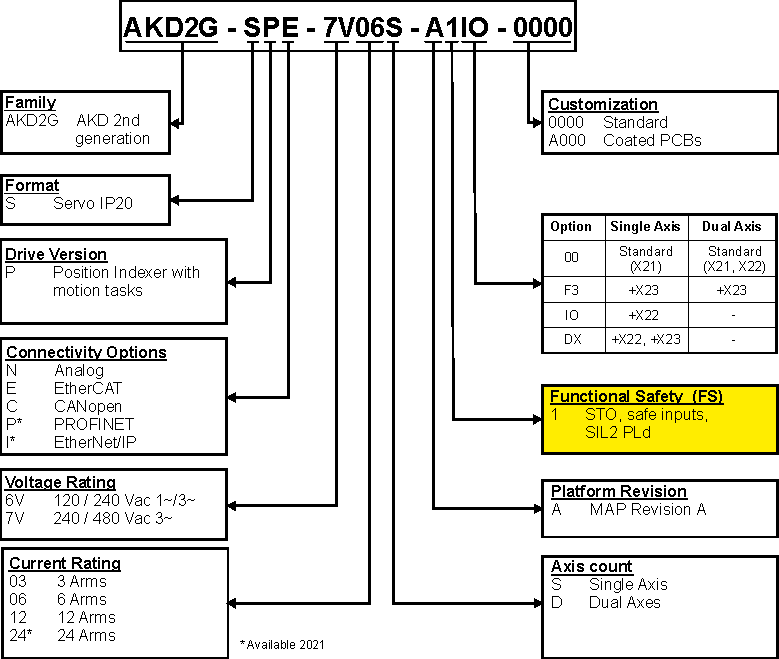 AKD2G - SPE - 7V06S - A1IO - 0000
Family
AKD2G AKD 2nd
generation
Format
S Servo IP20
Drive Version
P Position Indexer with
motion tasks
Connectivity Options
N Analog
E EtherCAT
C CANopen
P* PROFINET
I* EtherNet/IP
Voltage Rating
6V 120 / 240 Vac 1~/3~
7V 240 / 480 Vac 3~
Current Rating
03 3 Arms
06 6 Arms
12 12 Arms
24* 24 Arms
*Available 2021
Customization
0000 Standard
A000 Coated PCBs
Option Single Axis Dual Axis
00 Standard (X21) Standard (X21, X22)
F3 +X23 +X23
IO +X22 -
DX +X22, +X23 -
Functional Safety (FS)
1 STO, safe inputs,
SIL2 PLd
Platform Revision
A MAP Revision A
Axis count
S Single Axis
D Dual Axes